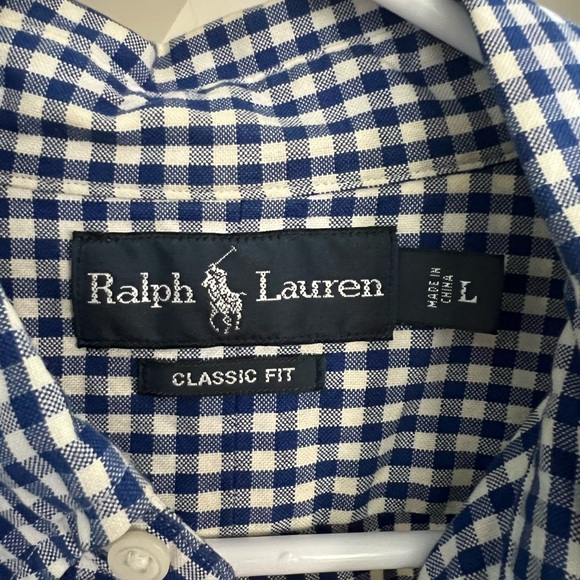 Ralph Lauren
MADE IN
CHINA
L
CLASSIC FIT